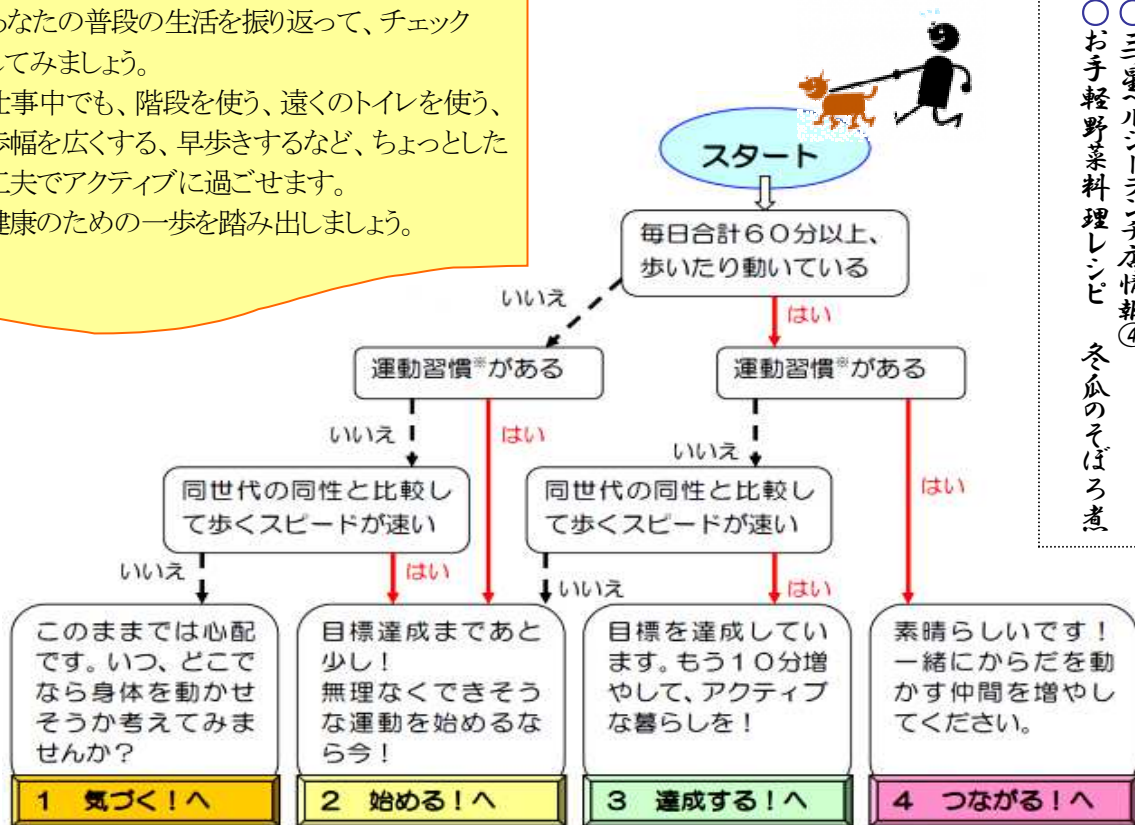 なたの普段の生活を振り返って、チェック
てみましょう。
仕事中でも、階段を使う、遠くのトイレを使う、
歩幅を広くする、早歩きするなど、ちょっとした
工夫でアクティブに過ごせます。
健康のための一歩を踏み出しましょう。
○お手軽野菜料理レシピ 冬瓜のそぼろ煮
スタート
毎日合計60分以上、
歩いたり動いている
いいえ
はい
運動習慣※がある
運動習慣※がある
いいえ
はい
いいえ
はい
同世代の同性と比較し
て歩くスピードが速い
同世代の同性と比較し
て歩くスピードが速い
いいえ
はい
いいえ
はい
このままでは心配
です。いつ、どこで
なら身体を動かせ
そうか考えてみま
せんか?
目標達成まであと
少し!
無理なくできそう
な運動を始めるな
ら今!
目標を達成してい
ます。もう10分増
やして、アクティブ
な暮らしを!
素晴らしいです!
一緒にからだを動
かす仲間を増やし
てください。
1 気づく!へ
2 始める!へ
3 達成する!へ
4 つながる!へ